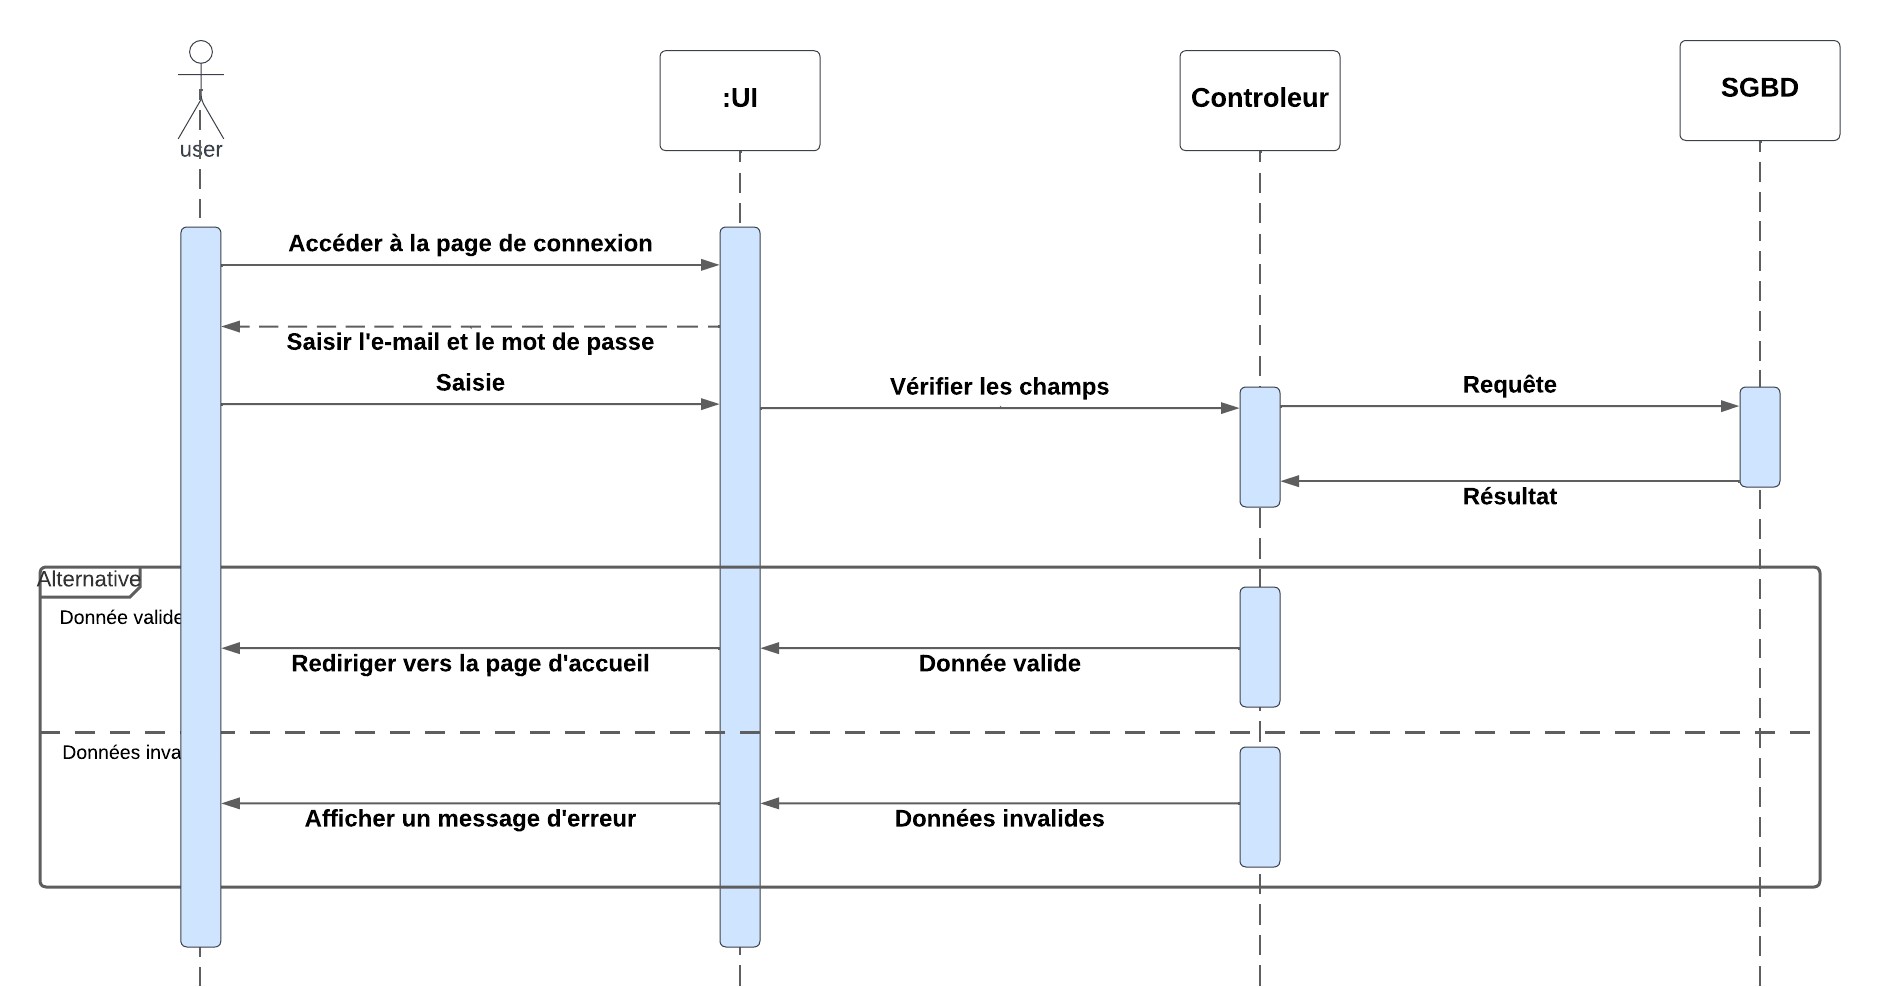 user
:UI
Controleur
SGBD
Accéder à la page de connexion
Saisir l'e-mail et le mot de passe
Saisie
Vérifier les champs
Requête
Résultat
Alternative
Donnée valide
Rediriger vers la page d'accueil
Donnée valide
Données inva
Afficher un message d'erreur
Données invalides